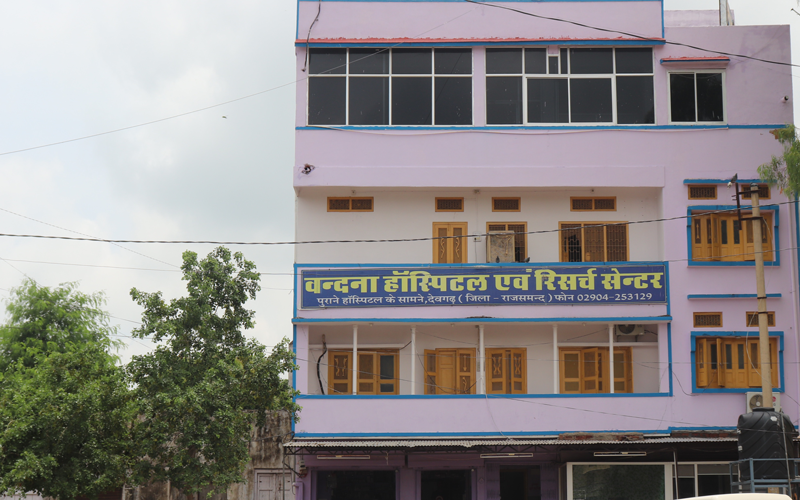 वन्दना हॉस्पिटल एवं रिसर्च सेन्टर
पुराने हॉस्पिटल के सामने,देवगढ़ ( जिला - राजसमन्द ) फोन 02904-253129